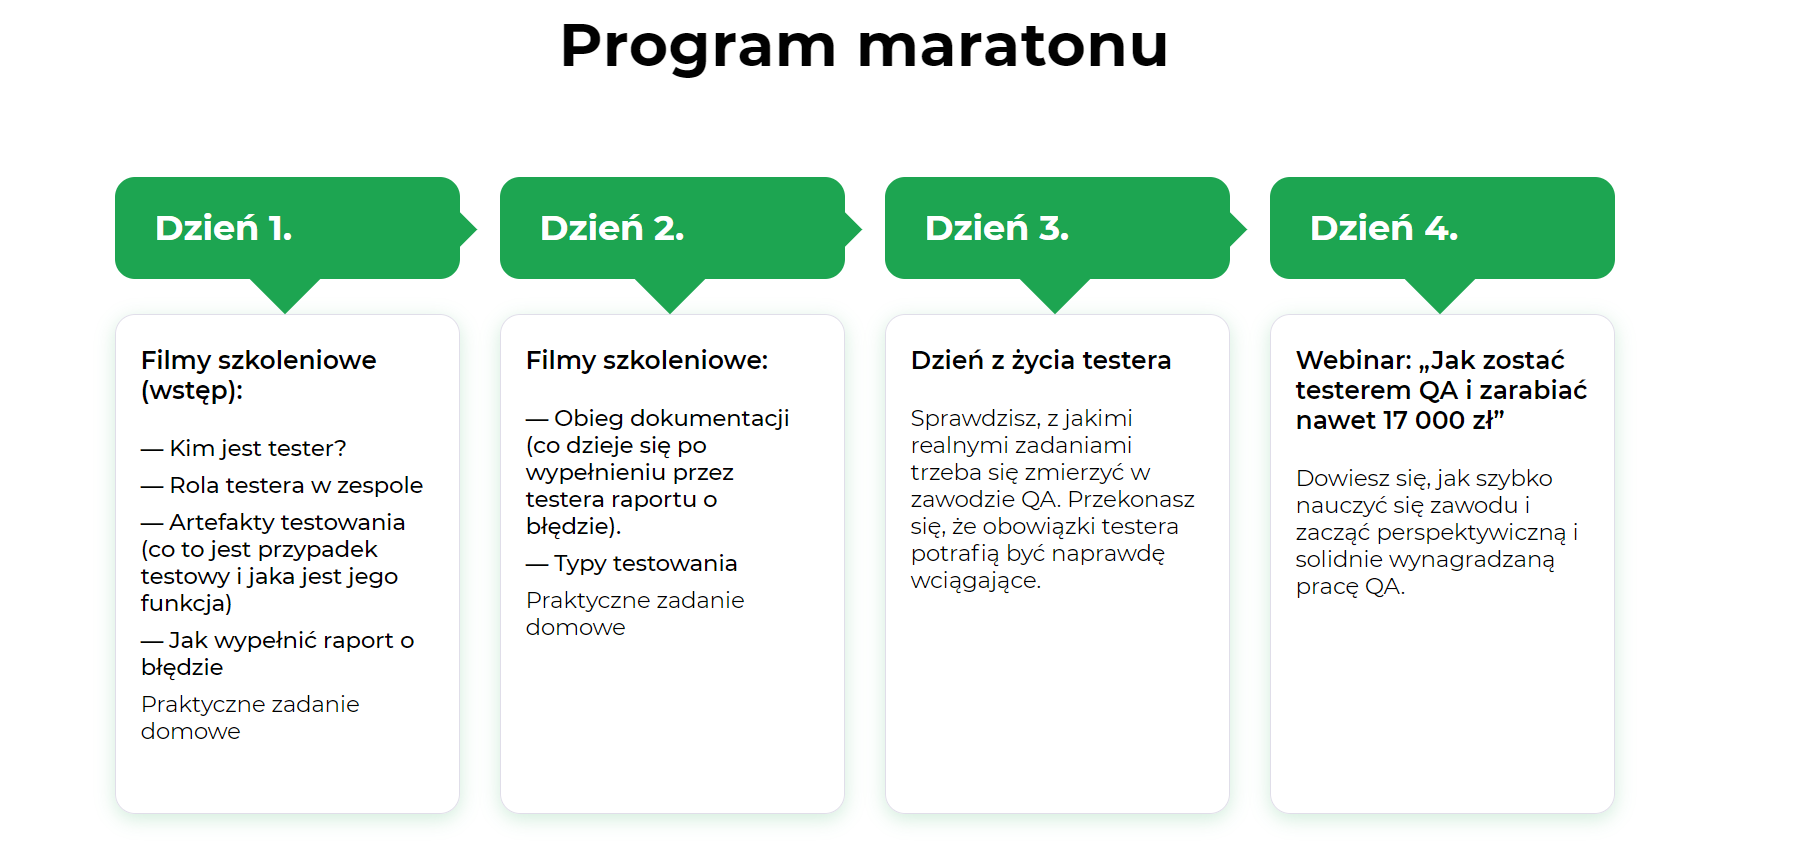 Program maratonu
Dzień 1.
Filmy szkoleniowe
(wstęp):
— Kim jest tester?
— Rola testera w zespole
— Artefakty testowania
(co to jest przypadek
testowy i jaka jest jego
funkcja)
— Jak wypełnić raport o
błędzie
Praktyczne zadanie
domowe
Dzień 2.
Filmy szkoleniowe:
— Obieg dokumentacji
(co dzieje się po
wypełnieniu przez
testera raportu o
błędzie).
— Typy testowania
Praktyczne zadanie
domowe
Dzień 3.
Dzień z życia testera
Sprawdzisz, z jakimi
realnymi zadaniami
trzeba się zmierzyć w
zawodzie QA. Przekonasz
się, że obowiązki testera
potrafią być naprawdę
wciągające.
Dzień 4.
Webinar: „Jak zostać
testerem QA i zarabiać
nawet 17 000 zł”
Dowiesz się, jak szybko
nauczyć się zawodu i
zacząć perspektywiczną i
solidnie wynagradzaną
pracę QA.